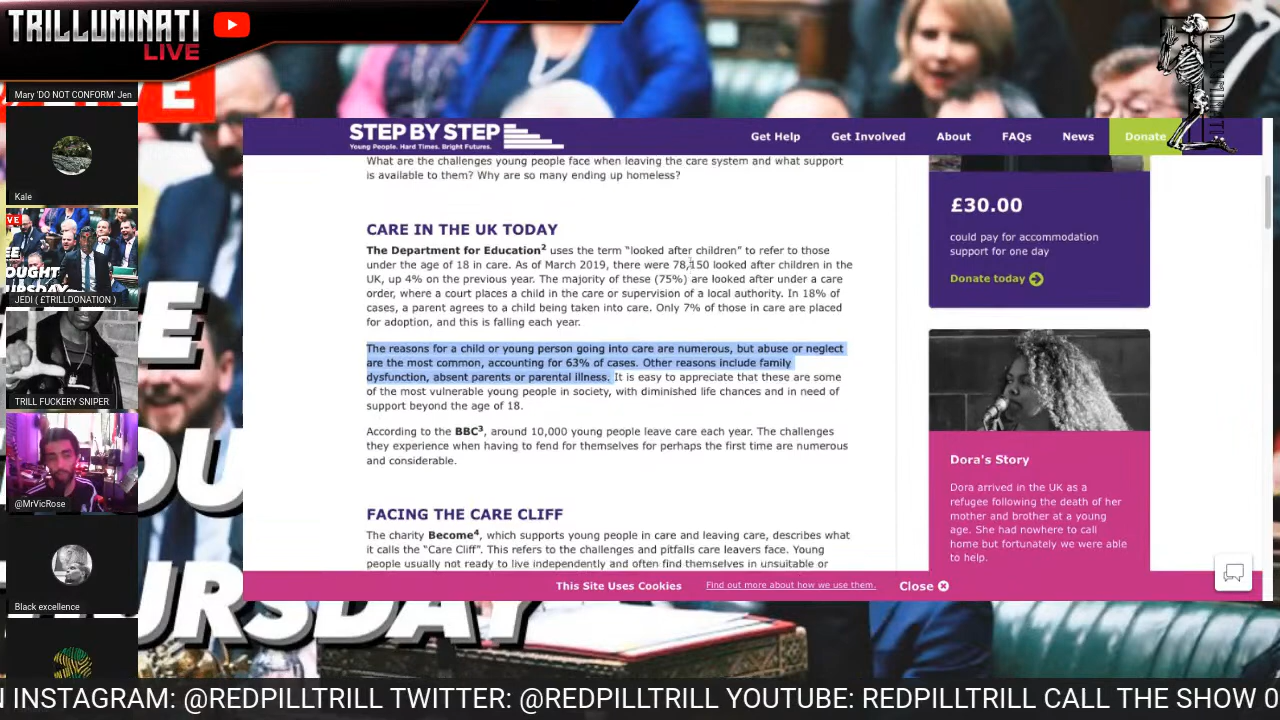 TRILLUMINATI
LIVE
Mary 'DO NOT CONFORM' Jen
Kale
JEDI ( ETRILLDONATION )
TRILL FUCKERY SNIPER
@MrVicRose
Black excellence
STEP BY STEP
Young People. Hard Times. Bright Futures.
Get Help
Get Involved
About
FAQs
News
Donate
What are the challenges young people face when leaving the care system and what support
is available to them? Why are so many ending up homeless?
CARE IN THE UK TODAY
The Department for Education2 uses the term “looked after children” to refer to those
under the age of 18 in care. As of March 2019, there were 78,150 looked after children in the
UK, up 4% on the previous year. The majority of these (75%) are looked after under a care
order, where a court places a child in the care or supervision of a local authority. In 18% of
cases, a parent agrees to a child being taken into care. Only 7% of those in care are placed
for adoption, and this is falling each year.
The reasons for a child or young person going into care are numerous, but abuse or neglect
are the most common, accounting for 63% of cases. Other reasons include family
dysfunction, absent parents or parental illness. It is easy to appreciate that these are some
of the most vulnerable young people in society, with diminished life chances and in need of
support beyond the age of 18.
According to the BBC3, around 10,000 young people leave care each year. The challenges
they experience when having to fend for themselves for perhaps the first time are numerous
and considerable.
FACING THE CARE CLIFF
The charity Become4, which supports young people in care and leaving care, describes what
it calls the “Care Cliff”. This refers to the challenges and pitfalls care leavers face. Young
people usually not ready to live independently and often find themselves in unsuitable or
£30.00
could pay for accommodation
support for one day
Donate today
Dora's Story
Dora arrived in the UK as a
refugee following the death of her
mother and brother at a young
age. She had nowhere to call
home but fortunately we were able
to help.
This Site Uses Cookies
Find out more about how we use them.
Close
URSDAY
N INSTAGRAM: @REDPILLTRILL TWITTER: @REDPILLTRILL YOUTUBE: REDPILLTRILL CALL THE SHOW 0